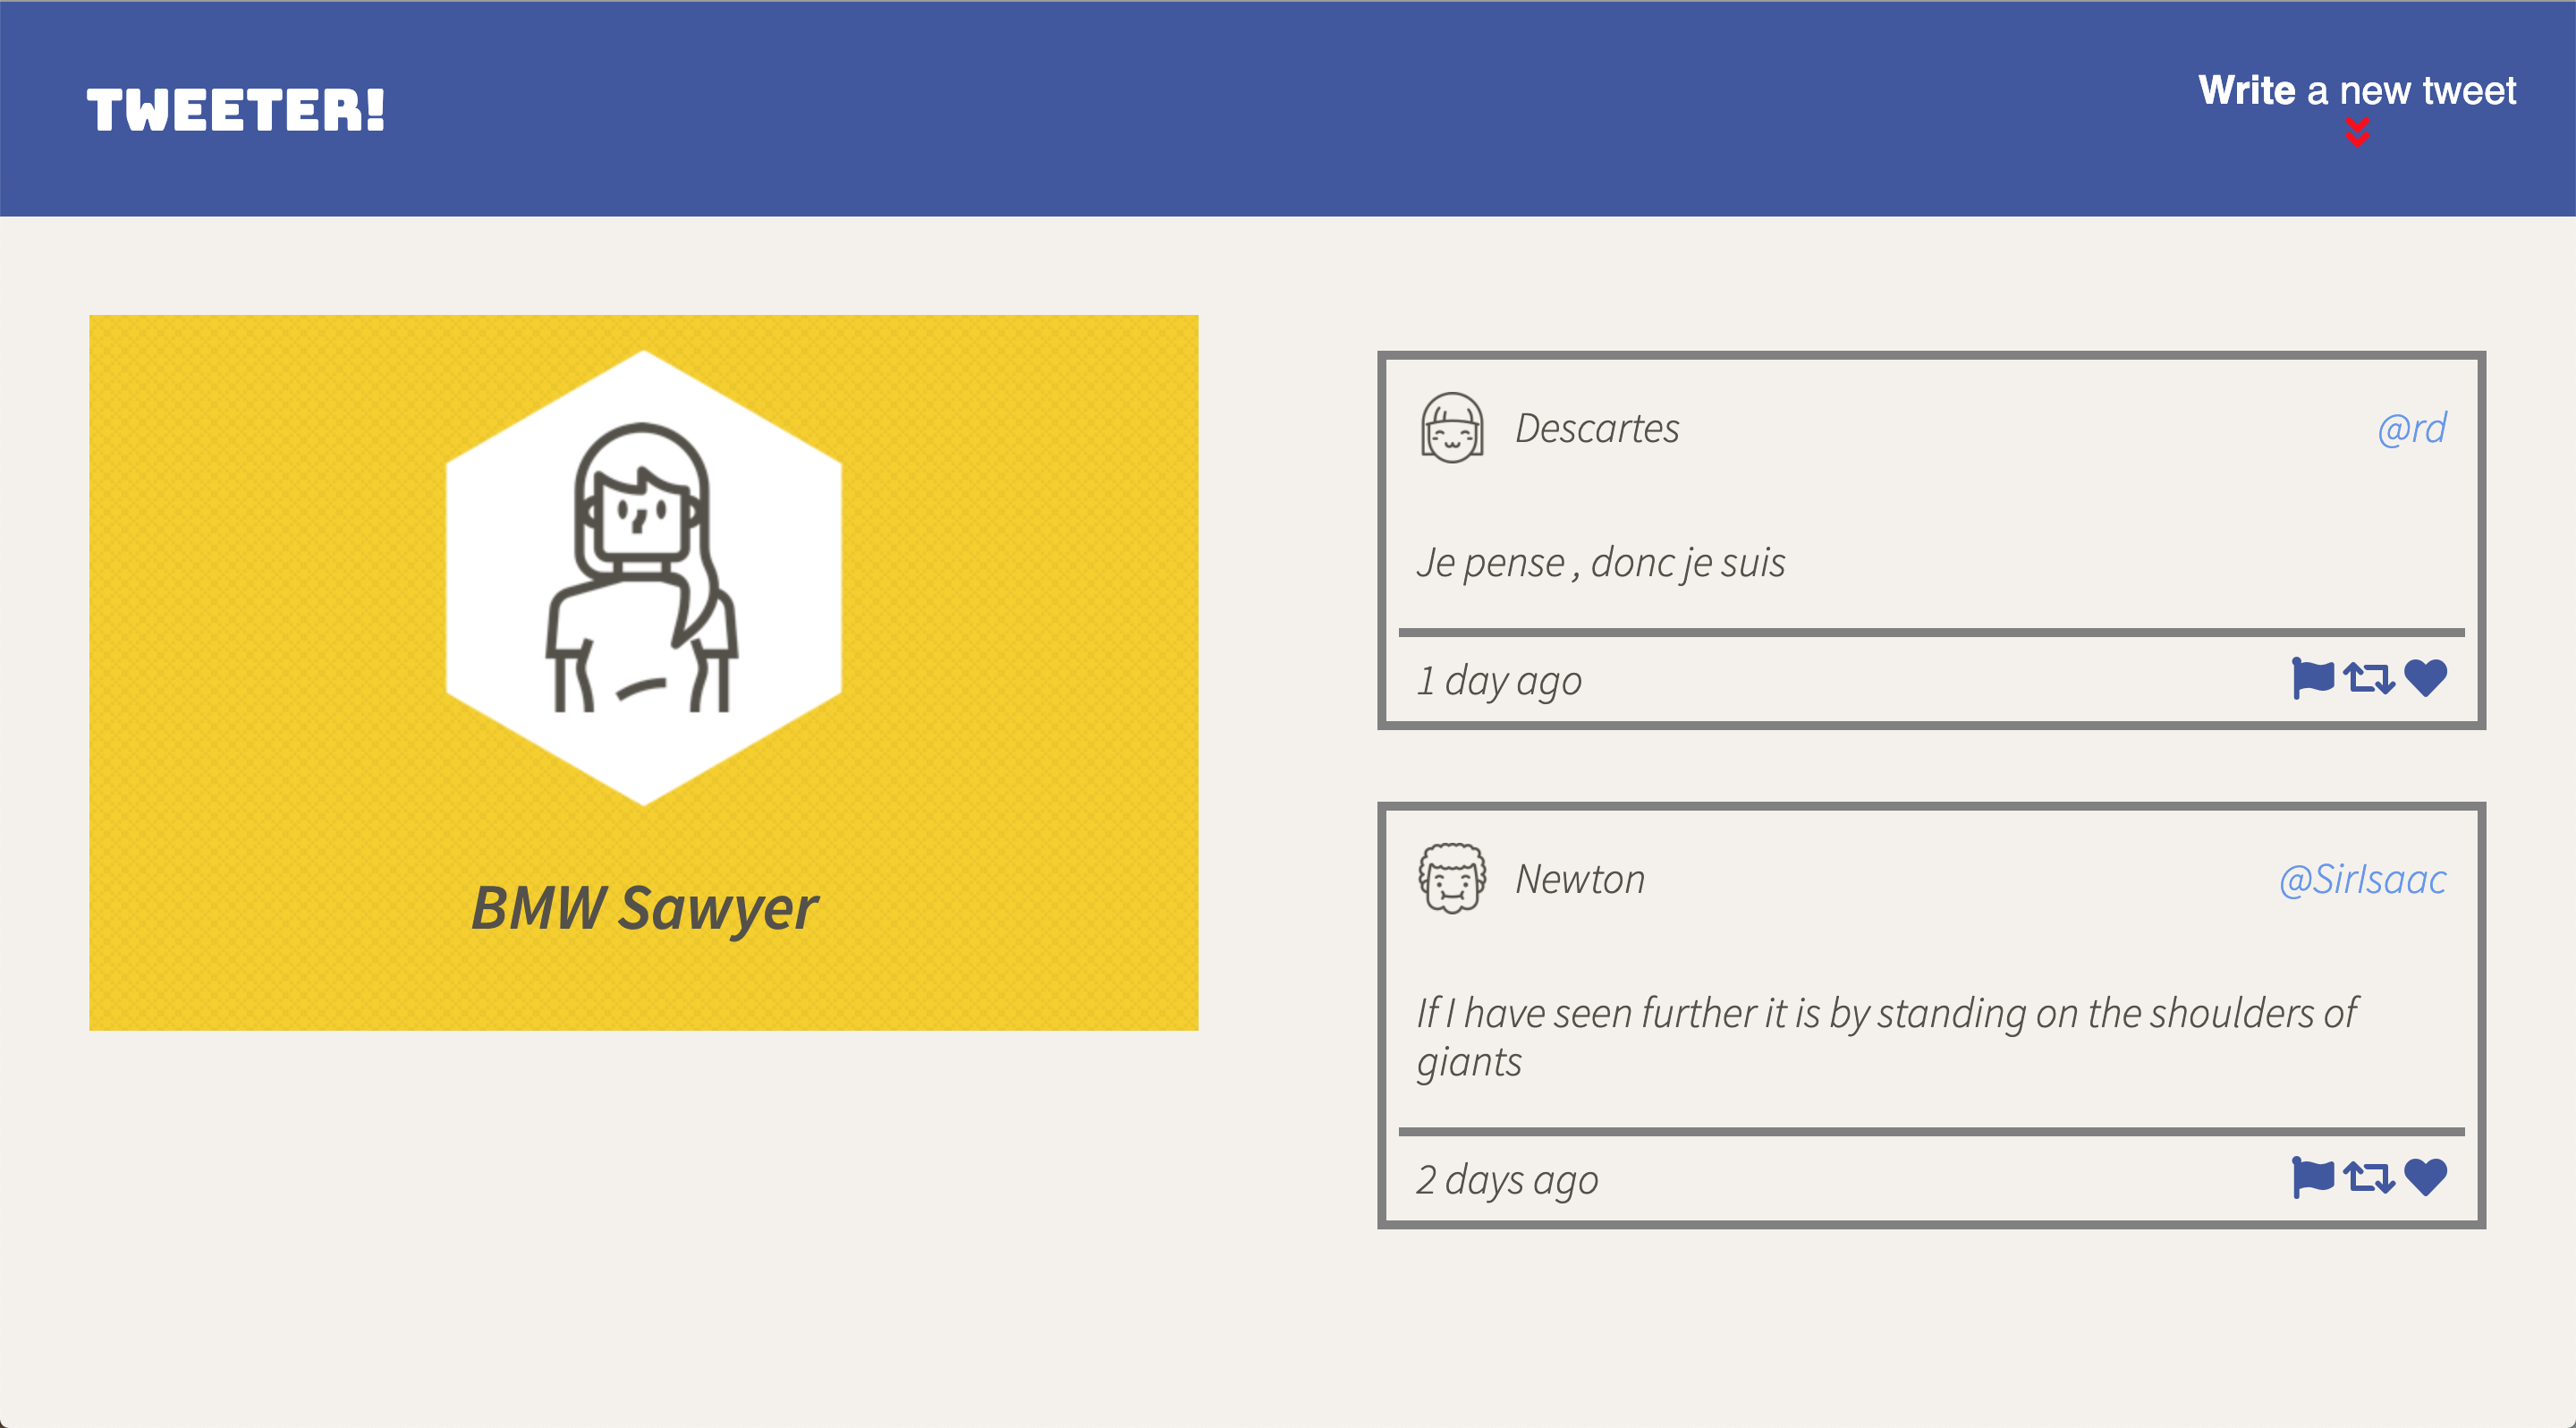 TWEETER!
Write a new tweet
BMW Sawyer
Descartes
@rd
Je pense , donc je suis
1 day ago
Newton
@SirIsaac
If I have seen further it is by standing on the shoulders of
giants
2 days ago